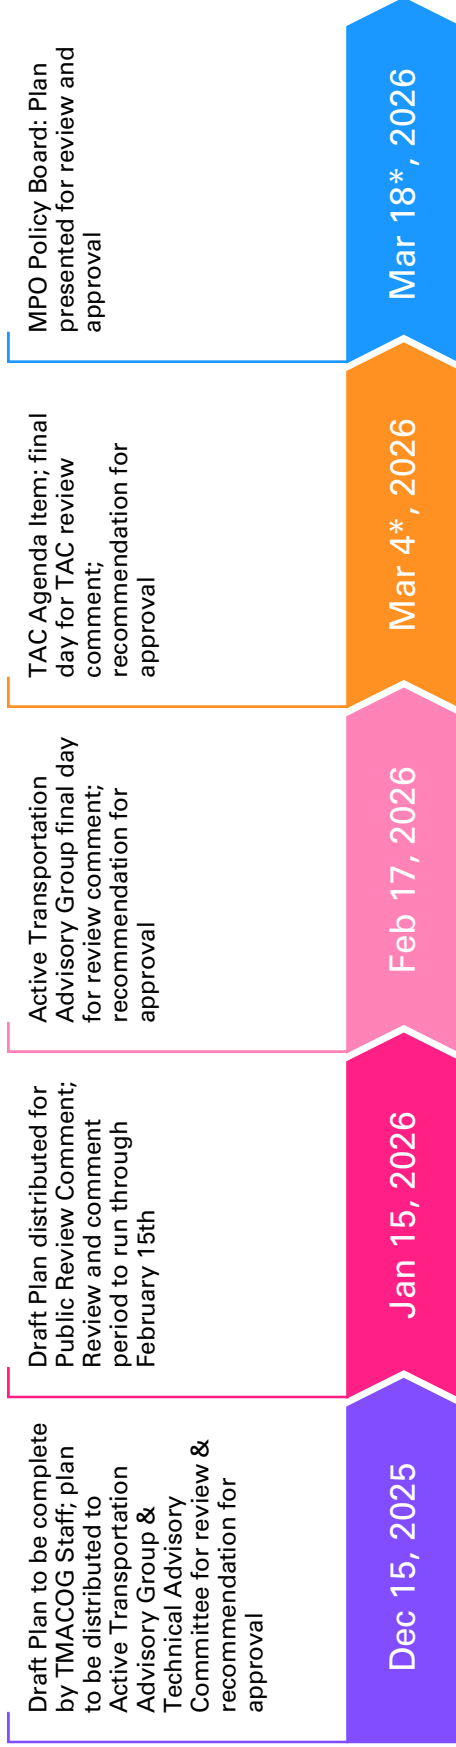 Draft Plan to be complete
by TMACOG Staff; plan
to be distributed to
Active Transportation
Advisory Group &
Technical Advisory
Committee for review &
recommendation for
approval
Dec 15, 2025
Draft Plan distributed for
Public Review Comment;
Review and comment
period to run through
February 15th
Jan 15, 2026
Active Transportation
Advisory Group final day
for review comment;
recommendation for
approval
Feb 17, 2026
TAC Agenda Item; final
day for TAC review
comment;
recommendation for
approval
Mar 4*, 2026
MPO Policy Board: Plan
presented for review and
approval
Mar 18*, 2026